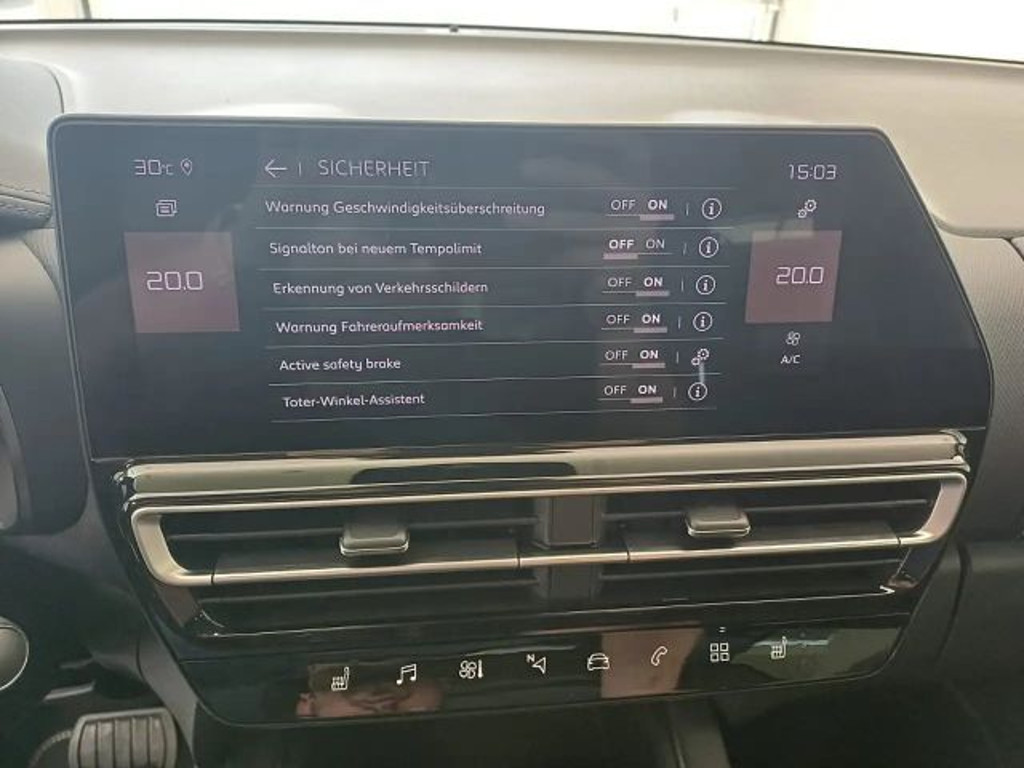 30°C
SICHERHEIT
15:03
Warnung Geschwindigkeitsüberschreitung OFF ON
Signalton bei neuem Tempolimit OFF ON
20.0
20.0
Erkennung von Verkehrsschildern OFF ON
Warnung Fahreraufmerksamkeit OFF ON
Active safety brake OFF ON
A/C
Toter-Winkel-Assistent OFF ON
N